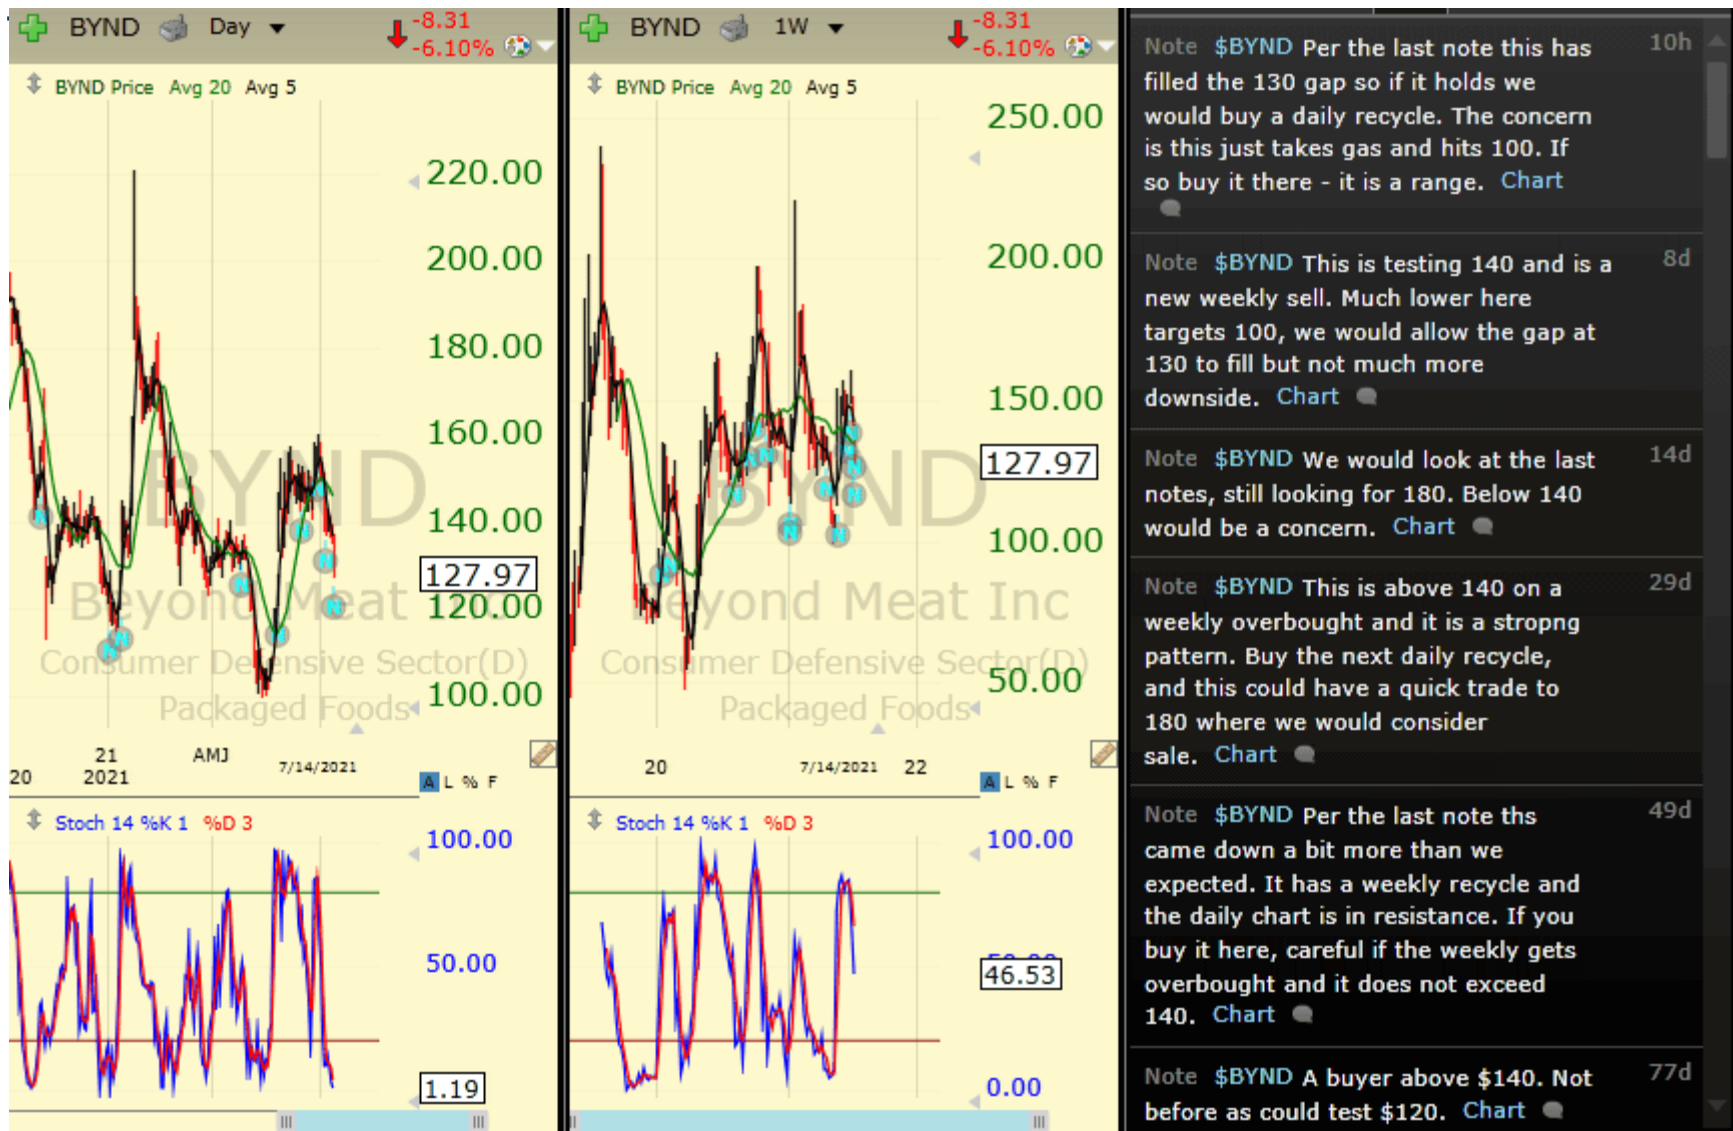 BYND Day -8.31
-6.10%
BYND Price Avg 20 Avg 5
220.00
200.00
180.00
160.00
140.00
127.97
120.00
100.00
BYND
Beyond Meat
Consumer Defensive Sector(D)
Packaged Foods
21 AMJ 7/14/2021
20 2021
A L % F
Stoch 14 %K 1 %D 3
100.00
50.00
1.19
BYND 1W -8.31
-6.10%
BYND Price Avg 20 Avg 5
250.00
200.00
150.00
127.97
100.00
50.00
BYND
Beyond Meat Inc
Consumer Defensive Sector(D)
Packaged Foods
20 7/14/2021 22
A L % F
Stoch 14 %K 1 %D 3
100.00
50.00
46.53
0.00
Note $BYND Per the last note this has 10h
filled the 130 gap so if it holds we
would buy a daily recycle. The concern
is this just takes gas and hits 100. If
so buy it there - it is a range. Chart
Note $BYND This is testing 140 and is a 8d
new weekly sell. Much lower here
targets 100, we would allow the gap at
130 to fill but not much more
downside. Chart
Note $BYND We would look at the last 14d
notes, still looking for 180. Below 140
would be a concern. Chart
Note $BYND This is above 140 on a 29d
weekly overbought and it is a stropng
pattern. Buy the next daily recycle,
and this could have a quick trade to
180 where we would consider
sale. Chart
Note $BYND Per the last note ths 49d
came down a bit more than we
expected. It has a weekly recycle and
the daily chart is in resistance. If you
buy it here, careful if the weekly gets
overbought and it does not exceed
140. Chart
Note $BYND A buyer above $140. Not 77d
before as could test $120. Chart